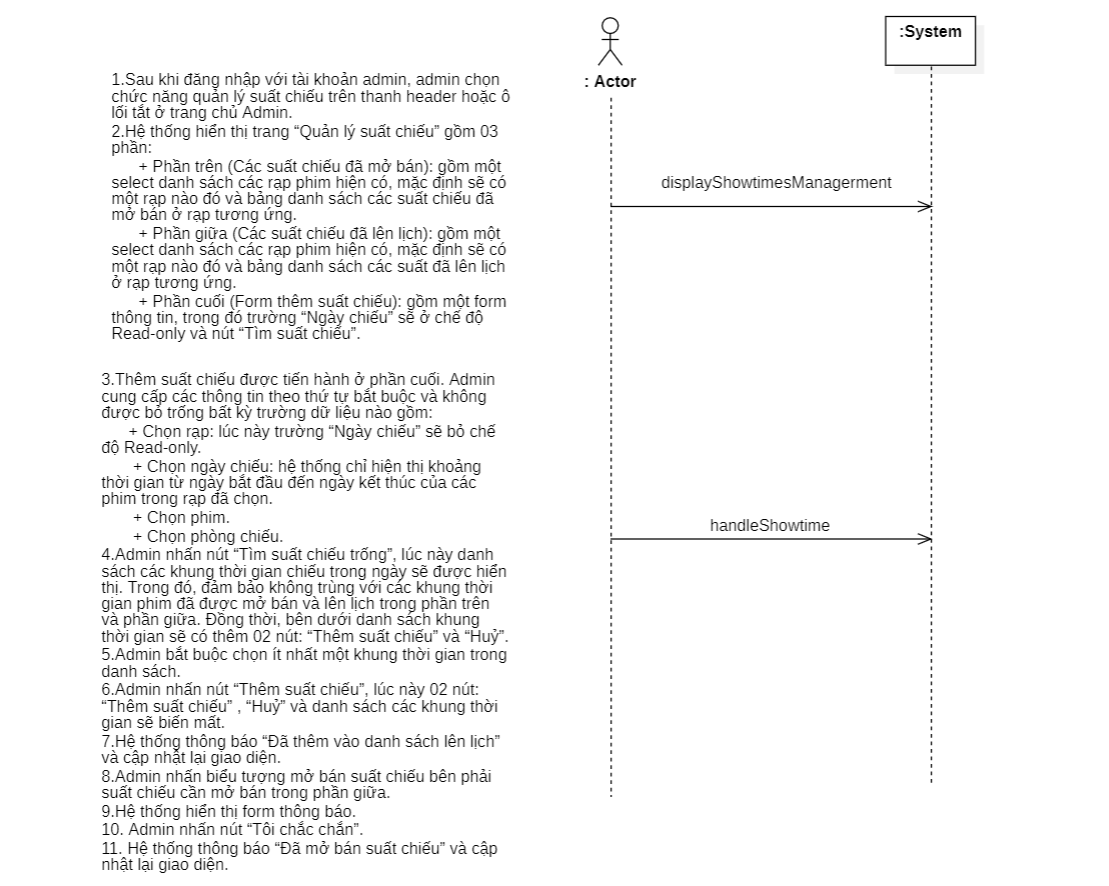 :System
: Actor
1.Sau khi đăng nhập với tài khoản admin, admin chọn
chức năng quản lý suất chiếu trên thanh header hoặc ô
lối tắt ở trang chủ Admin.
2.Hệ thống hiển thị trang “Quản lý suất chiếu” gồm 03
phần:
+ Phần trên (Các suất chiếu đã mở bán): gồm một
select danh sách các rạp phim hiện có, mặc định sẽ có
một rạp nào đó và bảng danh sách các suất chiếu đã
mở bán ở rạp tương ứng.
+ Phần giữa (Các suất chiếu đã lên lịch): gồm một
select danh sách các rạp phim hiện có, mặc định sẽ có
một rạp nào đó và bảng danh sách các suất đã lên lịch
ở rạp tương ứng.
+ Phần cuối (Form thêm suất chiếu): gồm một form
thông tin, trong đó trường “Ngày chiếu” sẽ ở chế độ
Read-only và nút “Tìm suất chiếu”.
displayShowtimesManagerment
3.Thêm suất chiếu được tiến hành ở phần cuối. Admin
cung cấp các thông tin theo thứ tự bắt buộc và không
được bỏ trống bất kỳ trường dữ liệu nào gồm:
+ Chọn rạp: lúc này trường “Ngày chiếu” sẽ bỏ chế
độ Read-only.
+ Chọn ngày chiếu: hệ thống chỉ hiện thị khoảng
thời gian từ ngày bắt đầu đến ngày kết thúc của các
phim trong rạp đã chọn.
+ Chọn phim.
+ Chọn phòng chiếu.
4.Admin nhấn nút “Tìm suất chiếu trống”, lúc này danh
sách các khung thời gian chiếu trong ngày sẽ được hiển
thị. Trong đó, đảm bảo không trùng với các khung thời
gian phim đã được mở bán và lên lịch trong phần trên
và phần giữa. Đồng thời, bên dưới danh sách khung
thời gian sẽ có thêm 02 nút: “Thêm suất chiếu” và “Huỷ”.
5.Admin bắt buộc chọn ít nhất một khung thời gian trong
danh sách.
6.Admin nhấn nút “Thêm suất chiếu”, lúc này 02 nút:
“Thêm suất chiếu” , “Huỷ” và danh sách các khung thời
gian sẽ biến mất.
7.Hệ thống thông báo “Đã thêm vào danh sách lên lịch”
và cập nhật lại giao diện.
8.Admin nhấn biểu tượng mở bán suất chiếu bên phải
suất chiếu cần mở bán trong phần giữa.
9.Hệ thống hiển thị form thông báo.
10. Admin nhấn nút “Tôi chắc chắn”.
11. Hệ thống thông báo “Đã mở bán suất chiếu” và cập
nhật lại giao diện.
handleShowtime